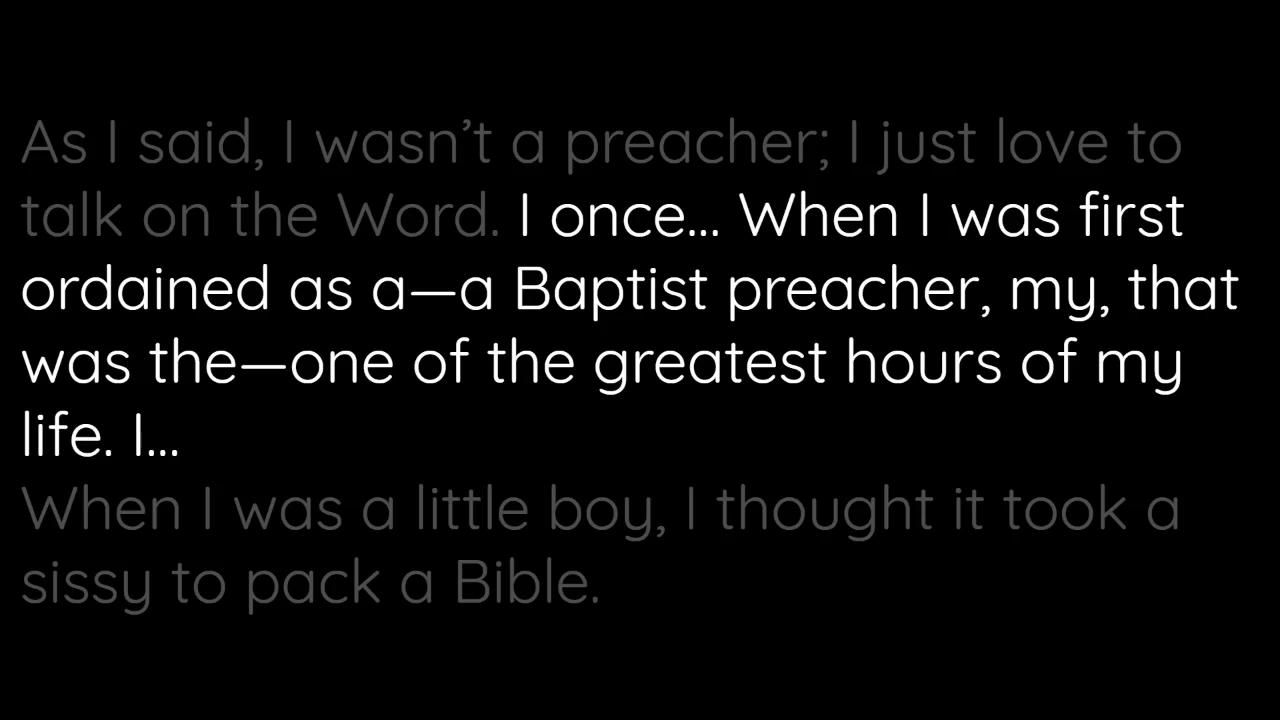 As I said, I wasn’t a preacher; I just love to
talk on the Word. I once... When I was first
ordained as a—a Baptist preacher, my, that
was the—one of the greatest hours of my
life. I...
When I was a little boy, I thought it took a
sissy to pack a Bible.